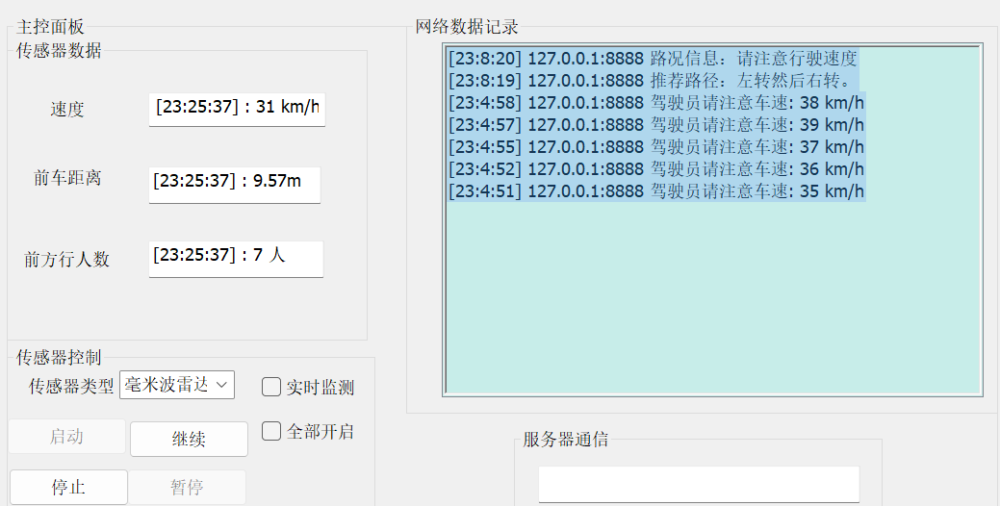 主控面板
传感器数据
速度
[23:25:37] : 31 km/h
前车距离
[23:25:37] : 9.57m
前方行人数
[23:25:37] : 7 人
传感器控制
传感器类型
毫米波雷达
实时监测
启动
继续
全部开启
停止
暂停
网络数据记录
[23:8:20] 127.0.0.1:8888 路况信息：请注意行驶速度
[23:8:19] 127.0.0.1:8888 推荐路径：左转然后右转。
[23:4:58] 127.0.0.1:8888 驾驶员请注意车速: 38 km/h
[23:4:57] 127.0.0.1:8888 驾驶员请注意车速: 39 km/h
[23:4:55] 127.0.0.1:8888 驾驶员请注意车速: 37 km/h
[23:4:52] 127.0.0.1:8888 驾驶员请注意车速: 36 km/h
[23:4:51] 127.0.0.1:8888 驾驶员请注意车速: 35 km/h
服务器通信